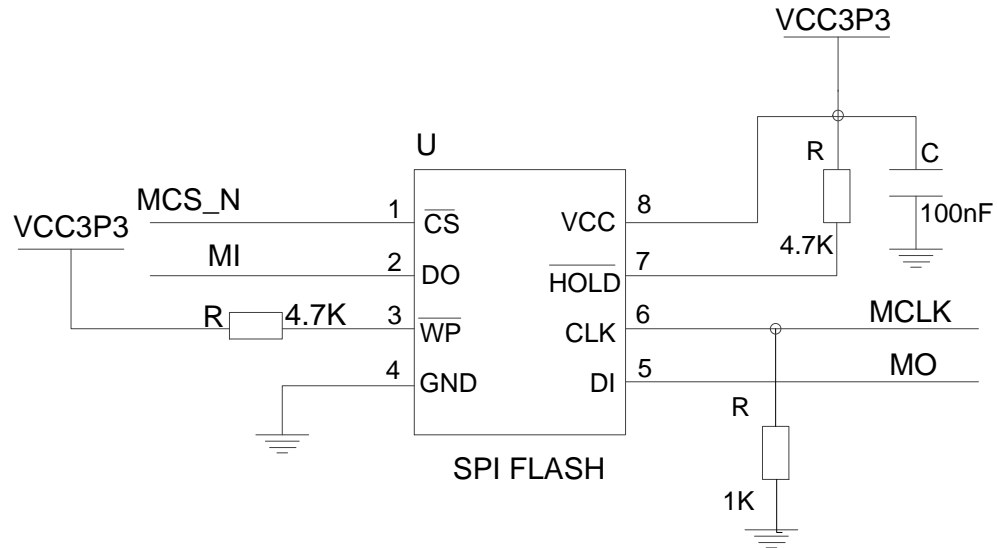 VCC3P3
U
R
C
MCS_N
1
CS
VCC
8
100nF
VCC3P3
4.7K
MI
2
DO
HOLD
7
R
4.7K
3
WP
CLK
6
MCLK
4
GND
DI
5
MO
R
SPI FLASH
1K